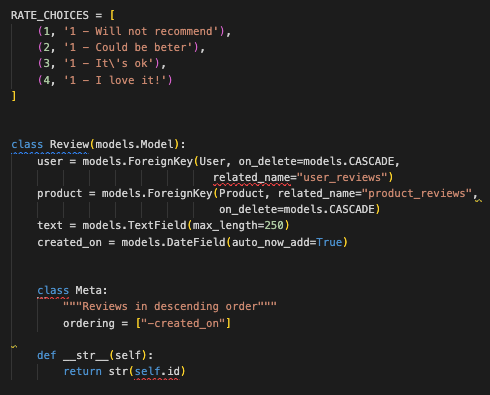 RATE_CHOICES = [
    (1, '1 - Will not recommend'),
    (2, '1 - Could be beter'),
    (3, '1 - It\'s ok'),
    (4, '1 - I love it!')
]
class Review(models.Model):
    user = models.ForeignKey(User, on_delete=models.CASCADE,
                             related_name="user_reviews")
    product = models.ForeignKey(Product, related_name="product_reviews",
                                on_delete=models.CASCADE)
    text = models.TextField(max_length=250)
    created_on = models.DateField(auto_now_add=True)
    class Meta:
        """Reviews in descending order"""
        ordering = ["-created_on"]
    def __str__(self):
        return str(self.id)